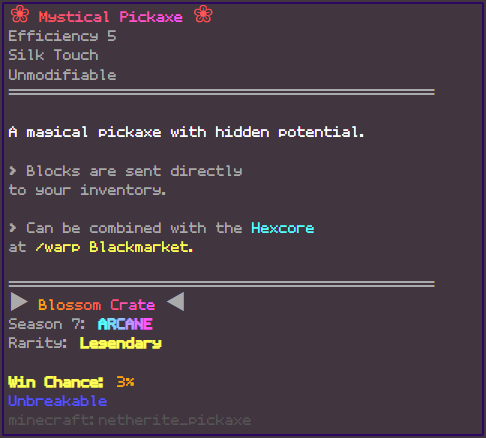 ❀ Mystical Pickaxe ❀
Efficiency 5
Silk Touch
Unmodifiable
A magical pickaxe with hidden potential.
> Blocks are sent directly
to your inventory.
> Can be combined with the Hexcore
at /warp Blackmarket.
▶ Blossom Crate ◀
Season 7: ARCANE
Rarity: Legendary
Win Chance: 3%
Unbreakable
minecraft:netherite_pickaxe